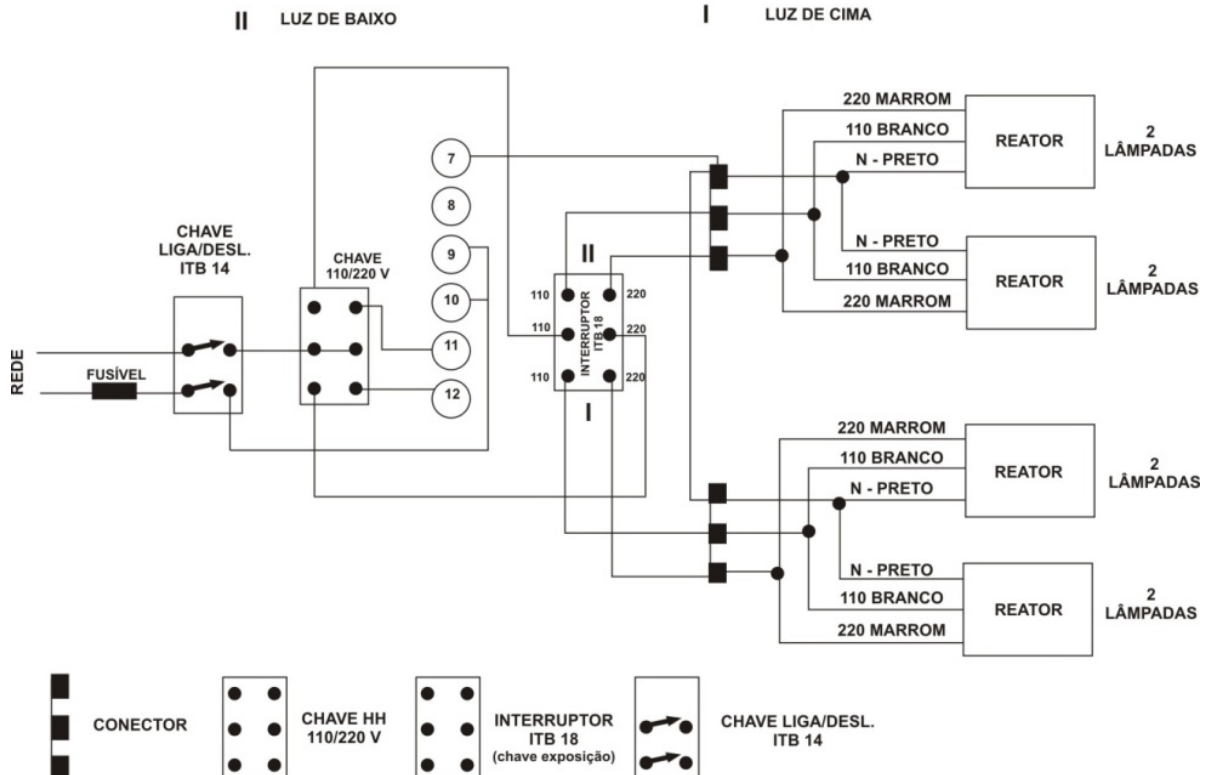 II LUZ DE BAIXO
I LUZ DE CIMA
220 MARROM
110 BRANCO
N - PRETO
REATOR
2
LÂMPADAS
N - PRETO
110 BRANCO
220 MARROM
REATOR
2
LÂMPADAS
7
8
9
10
11
12
CHAVE
LIGA/DESL.
ITB 14
CHAVE
110/220 V
REDE
FUSÍVEL
II
110
220
110
220
110
220
INTERRUPTOR
ITB 18
I
220 MARROM
110 BRANCO
N - PRETO
REATOR
2
LÂMPADAS
N - PRETO
110 BRANCO
220 MARROM
REATOR
2
LÂMPADAS
CONECTOR
CHAVE HH
110/220 V
INTERRUPTOR
ITB 18
(chave exposição)
CHAVE LIGA/DESL.
ITB 14